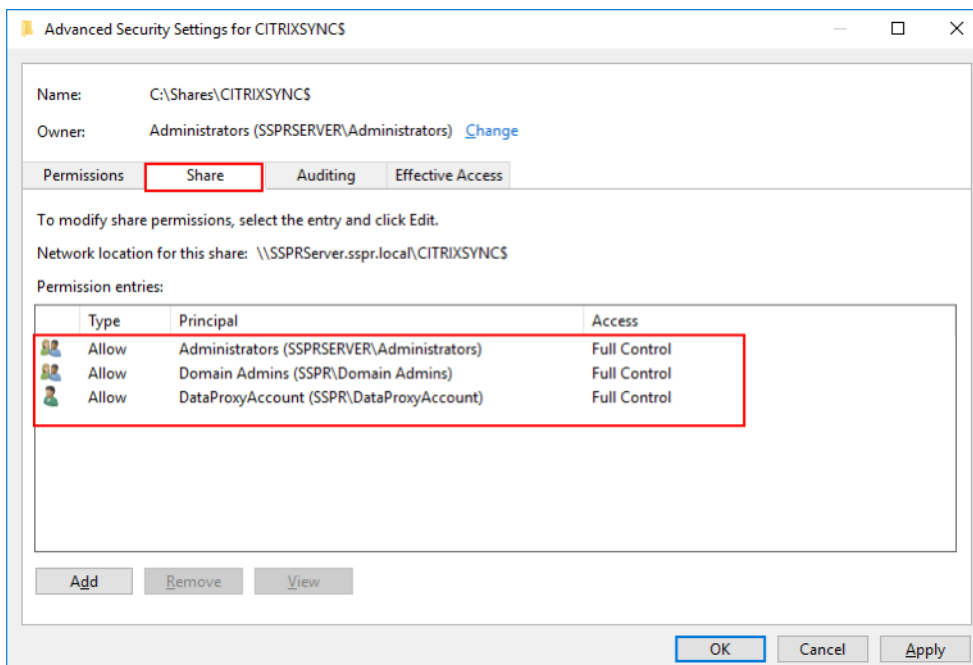 Advanced Security Settings for CITRIXSYNC$
Name: C:\Shares\CITRIXSYNC$
Owner: Administrators (SSPRSERVER\Administrators) Change
Permissions Share Auditing Effective Access
To modify share permissions, select the entry and click Edit.
Network location for this share: \\SSPRServer.sspr.local\CITRIXSYNC$
Permission entries:
Type Principal Access
Allow Administrators (SSPRSERVER\Administrators) Full Control
Allow Domain Admins (SSPR\Domain Admins) Full Control
Allow DataProxyAccount (SSPR\DataProxyAccount) Full Control
Add Remove View
OK Cancel Apply